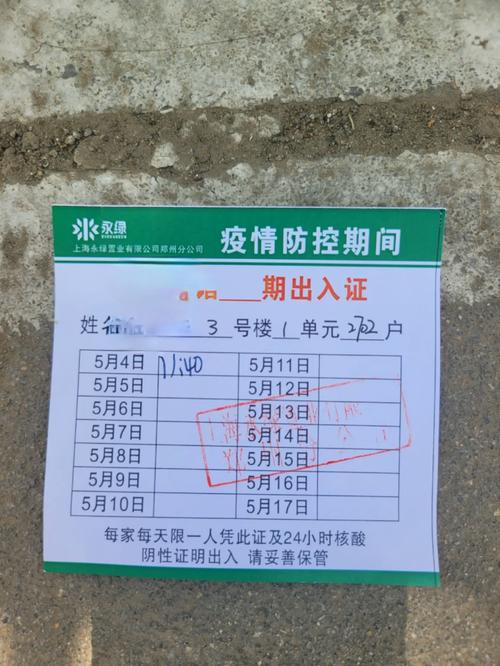 永绿
上海永绿置业有限公司郑州分公司
疫情防控期间
期出入证
姓名 3 号楼 1 单元 2702 户
5月4日 11:40 5月11日
5月5日 5月12日
5月6日 5月13日
5月7日 5月14日
5月8日 5月15日
5月9日 5月16日
5月10日 5月17日
每家每天限一人凭此证及24小时核酸
阴性证明出入 请妥善保管